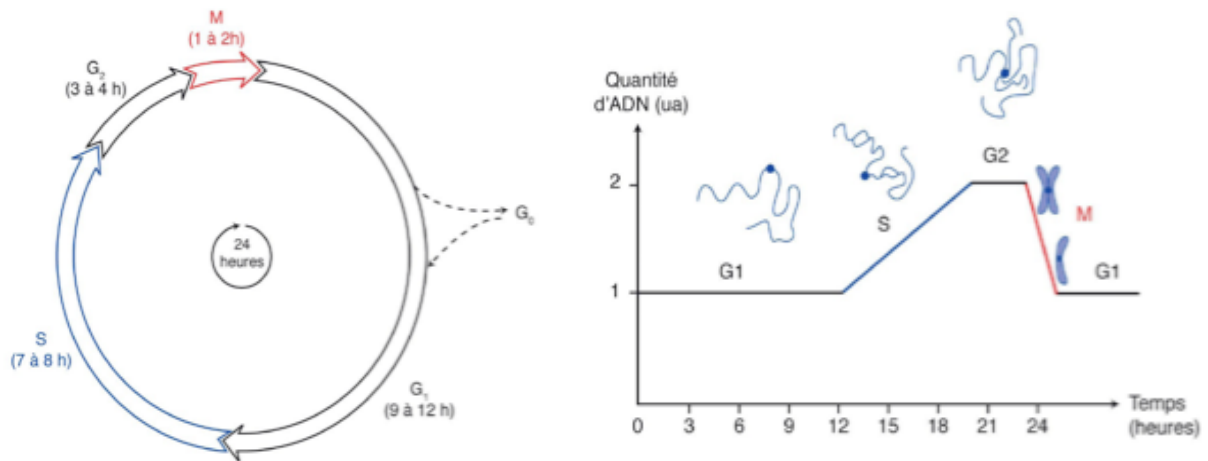 M
(1 à 2h)
G₂
(3 à 4 h)
G₀
24
heures
S
(7 à 8 h)
G₁
(9 à 12 h)
Quantité
d'ADN (ua)
G2
2
M
S
G1
G1
1
0 3 6 9 12 15 18 21 24
Temps
(heures)